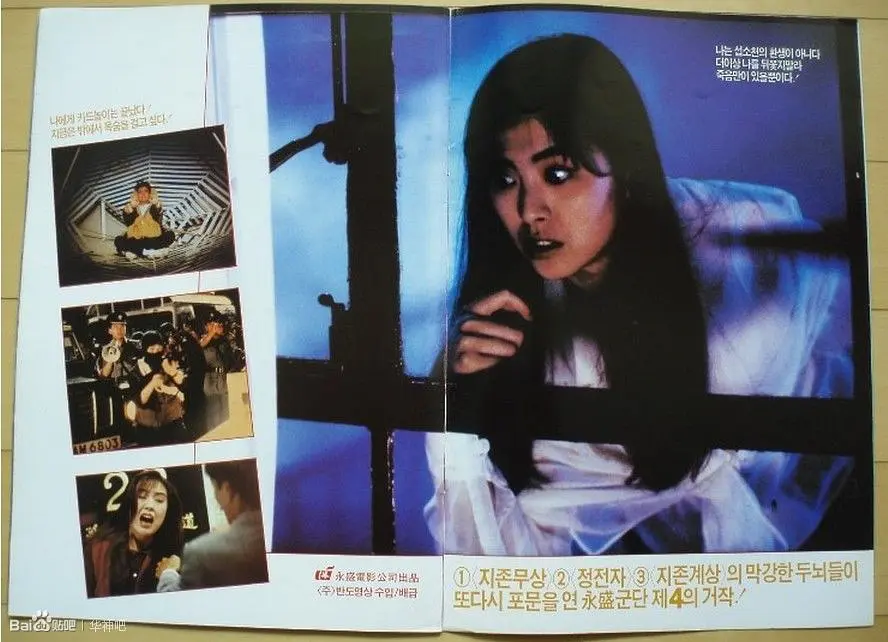 나에게 카드놀이는 끝났다!
지금은 밖에서 목숨을 걸고 싶다!
나는 섭소천의 환생이 아니다
더이상 나를 뒤쫓지말라
죽음만이 있을뿐이다!
AM 6803
2
道
永盛電影公司出品
(주)반도영상 수입/배급
① 지존무상 ② 정전자 ③ 지존계상 의 막강한 두뇌들이
또다시 포문을 연 永盛군단 제4의 거작!
Bai du 贴吧 | 华神吧